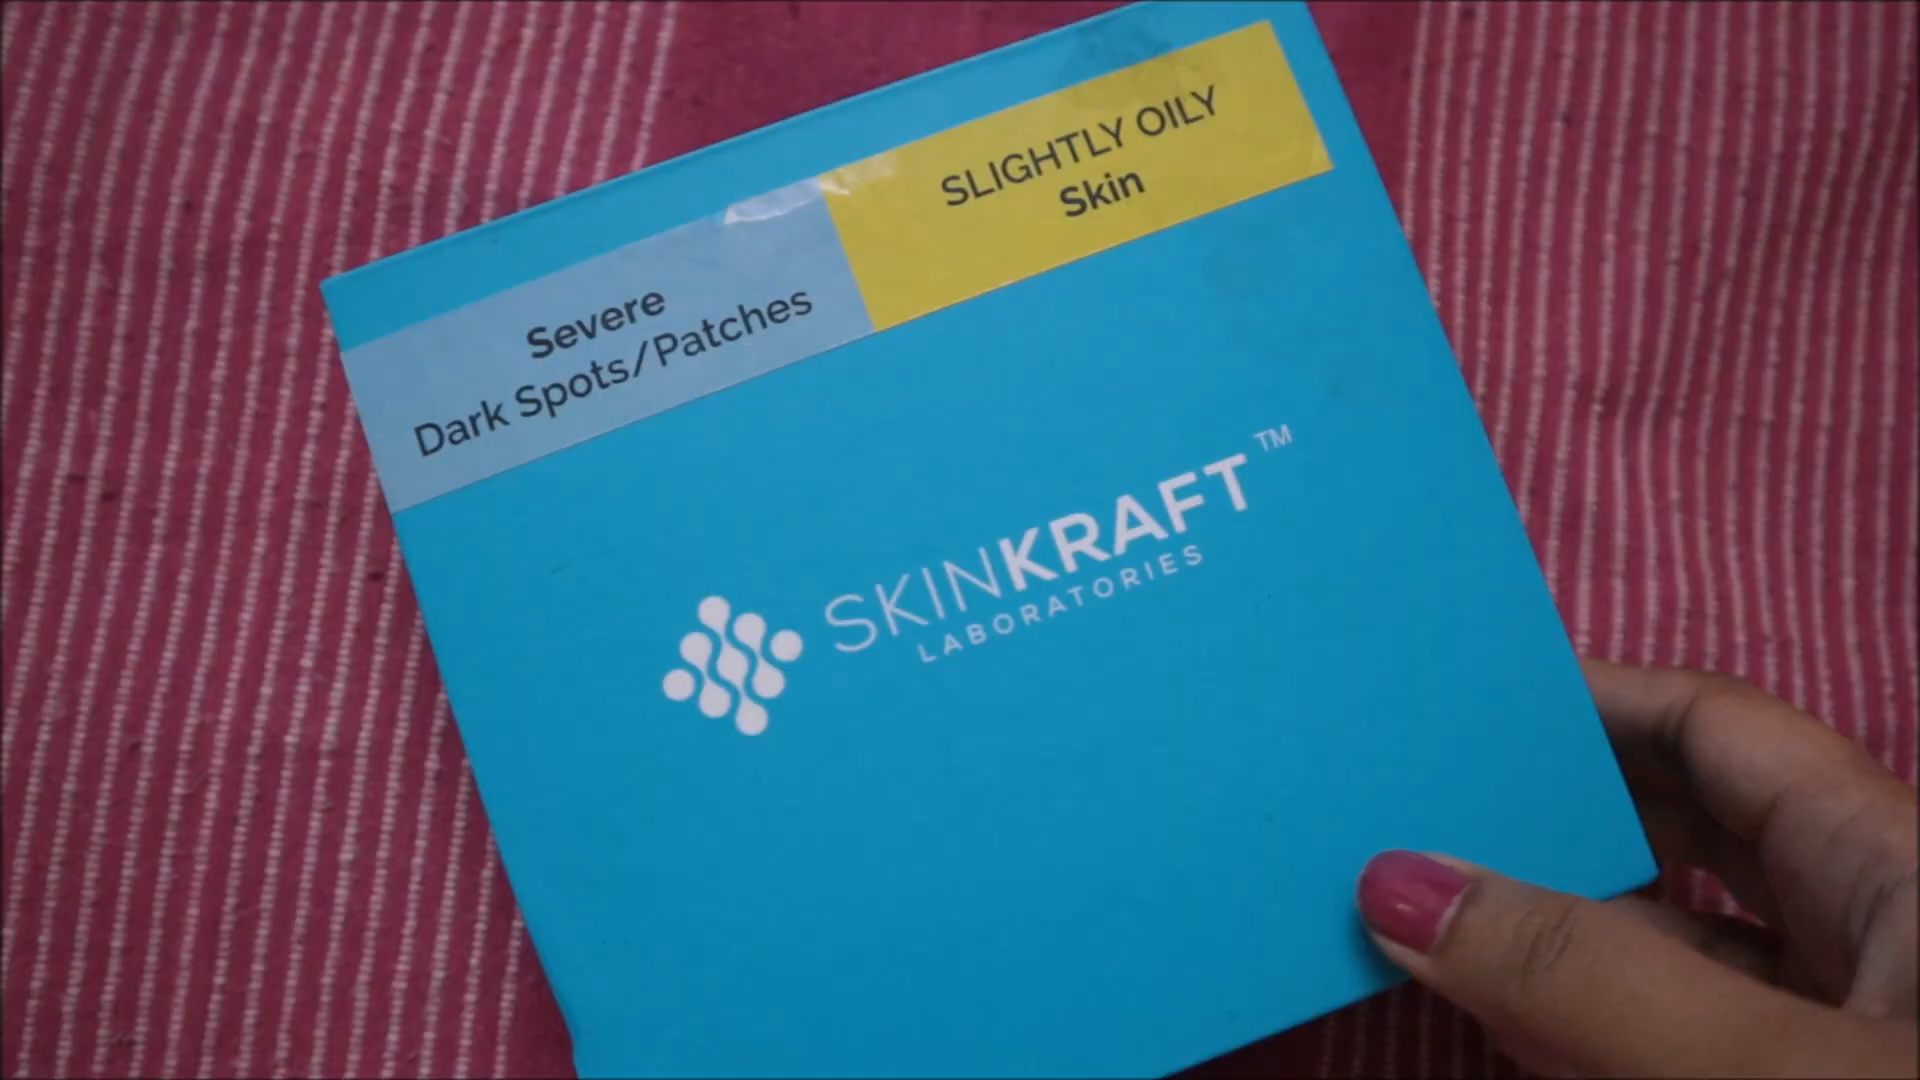 Severe
Dark Spots/Patches
SLIGHTLY OILY
Skin
SKINKRAFT™
LABORATORIES